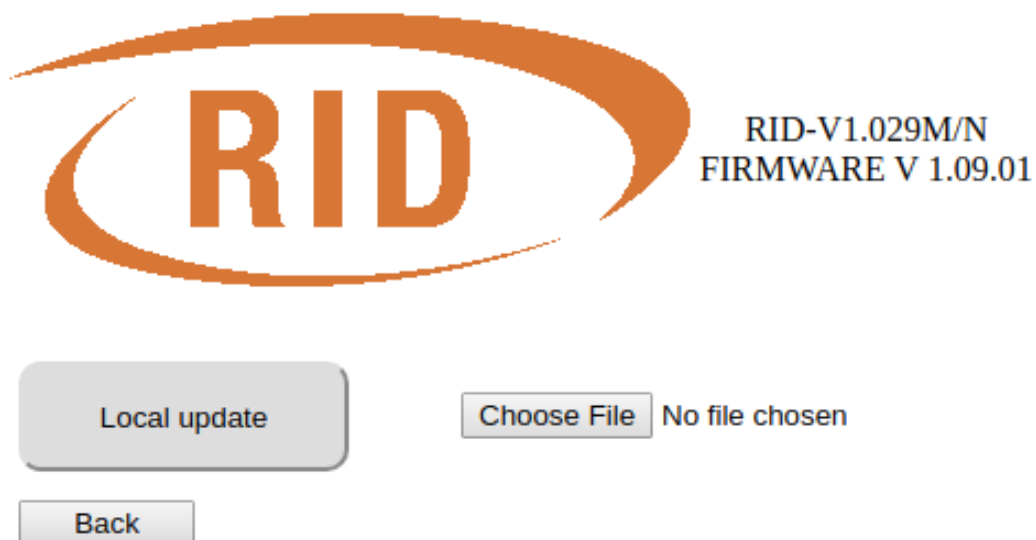 RID
RID-V1.029M/N
FIRMWARE V 1.09.01
Local update
Choose File No file chosen
Back